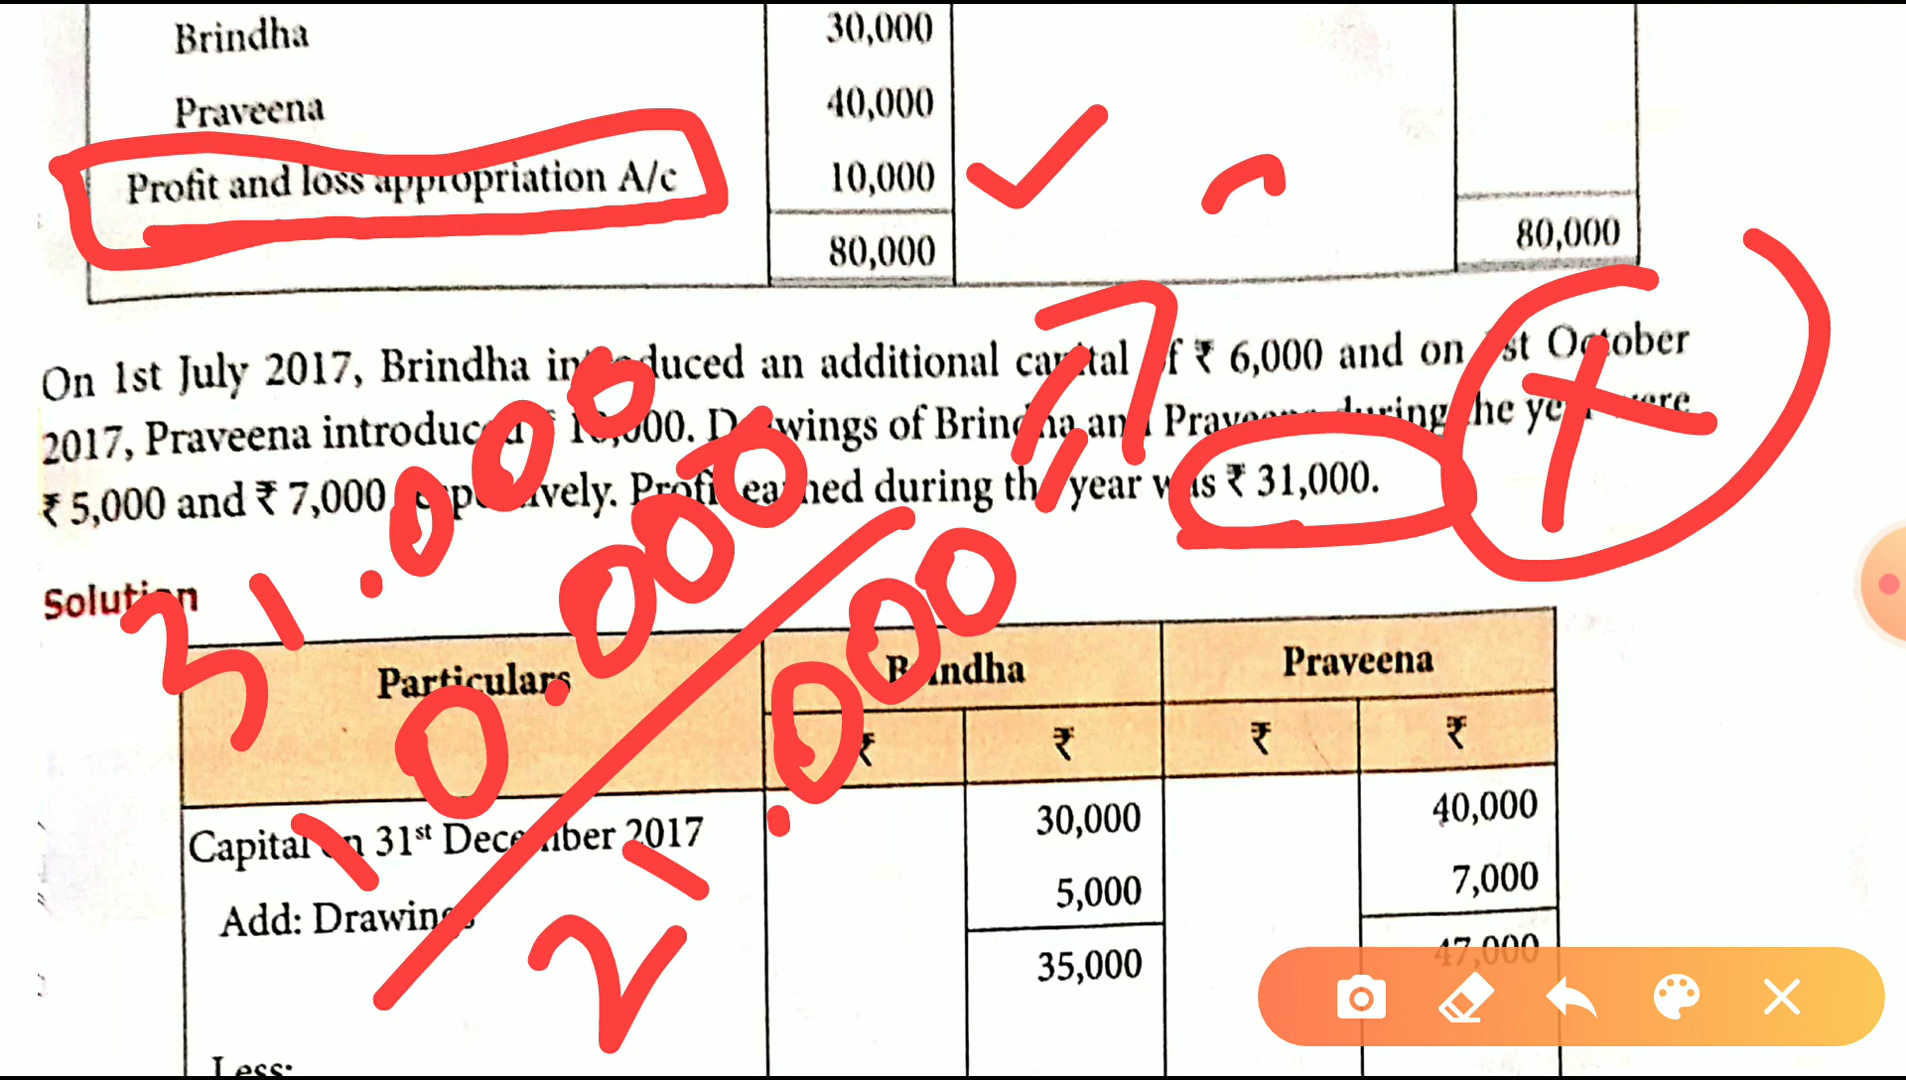 Brindha 30,000
Praveena 40,000
Profit and loss appropriation A/c 10,000
80,000 80,000
On 1st July 2017, Brindha introduced an additional capital of ₹ 6,000 and on 1st October
2017, Praveena introduced ₹ 10,000. Drawings of Brindha and Praveena during the year were
₹ 5,000 and ₹ 7,000 respectively. Profit earned during the year was ₹ 31,000.
31.000
10.000
21.000
Solution
Particulars Brindha Praveena
₹ ₹ ₹ ₹
Capital on 31st December 2017 30,000 40,000
Add: Drawings 5,000 7,000
35,000 47,000
Less: